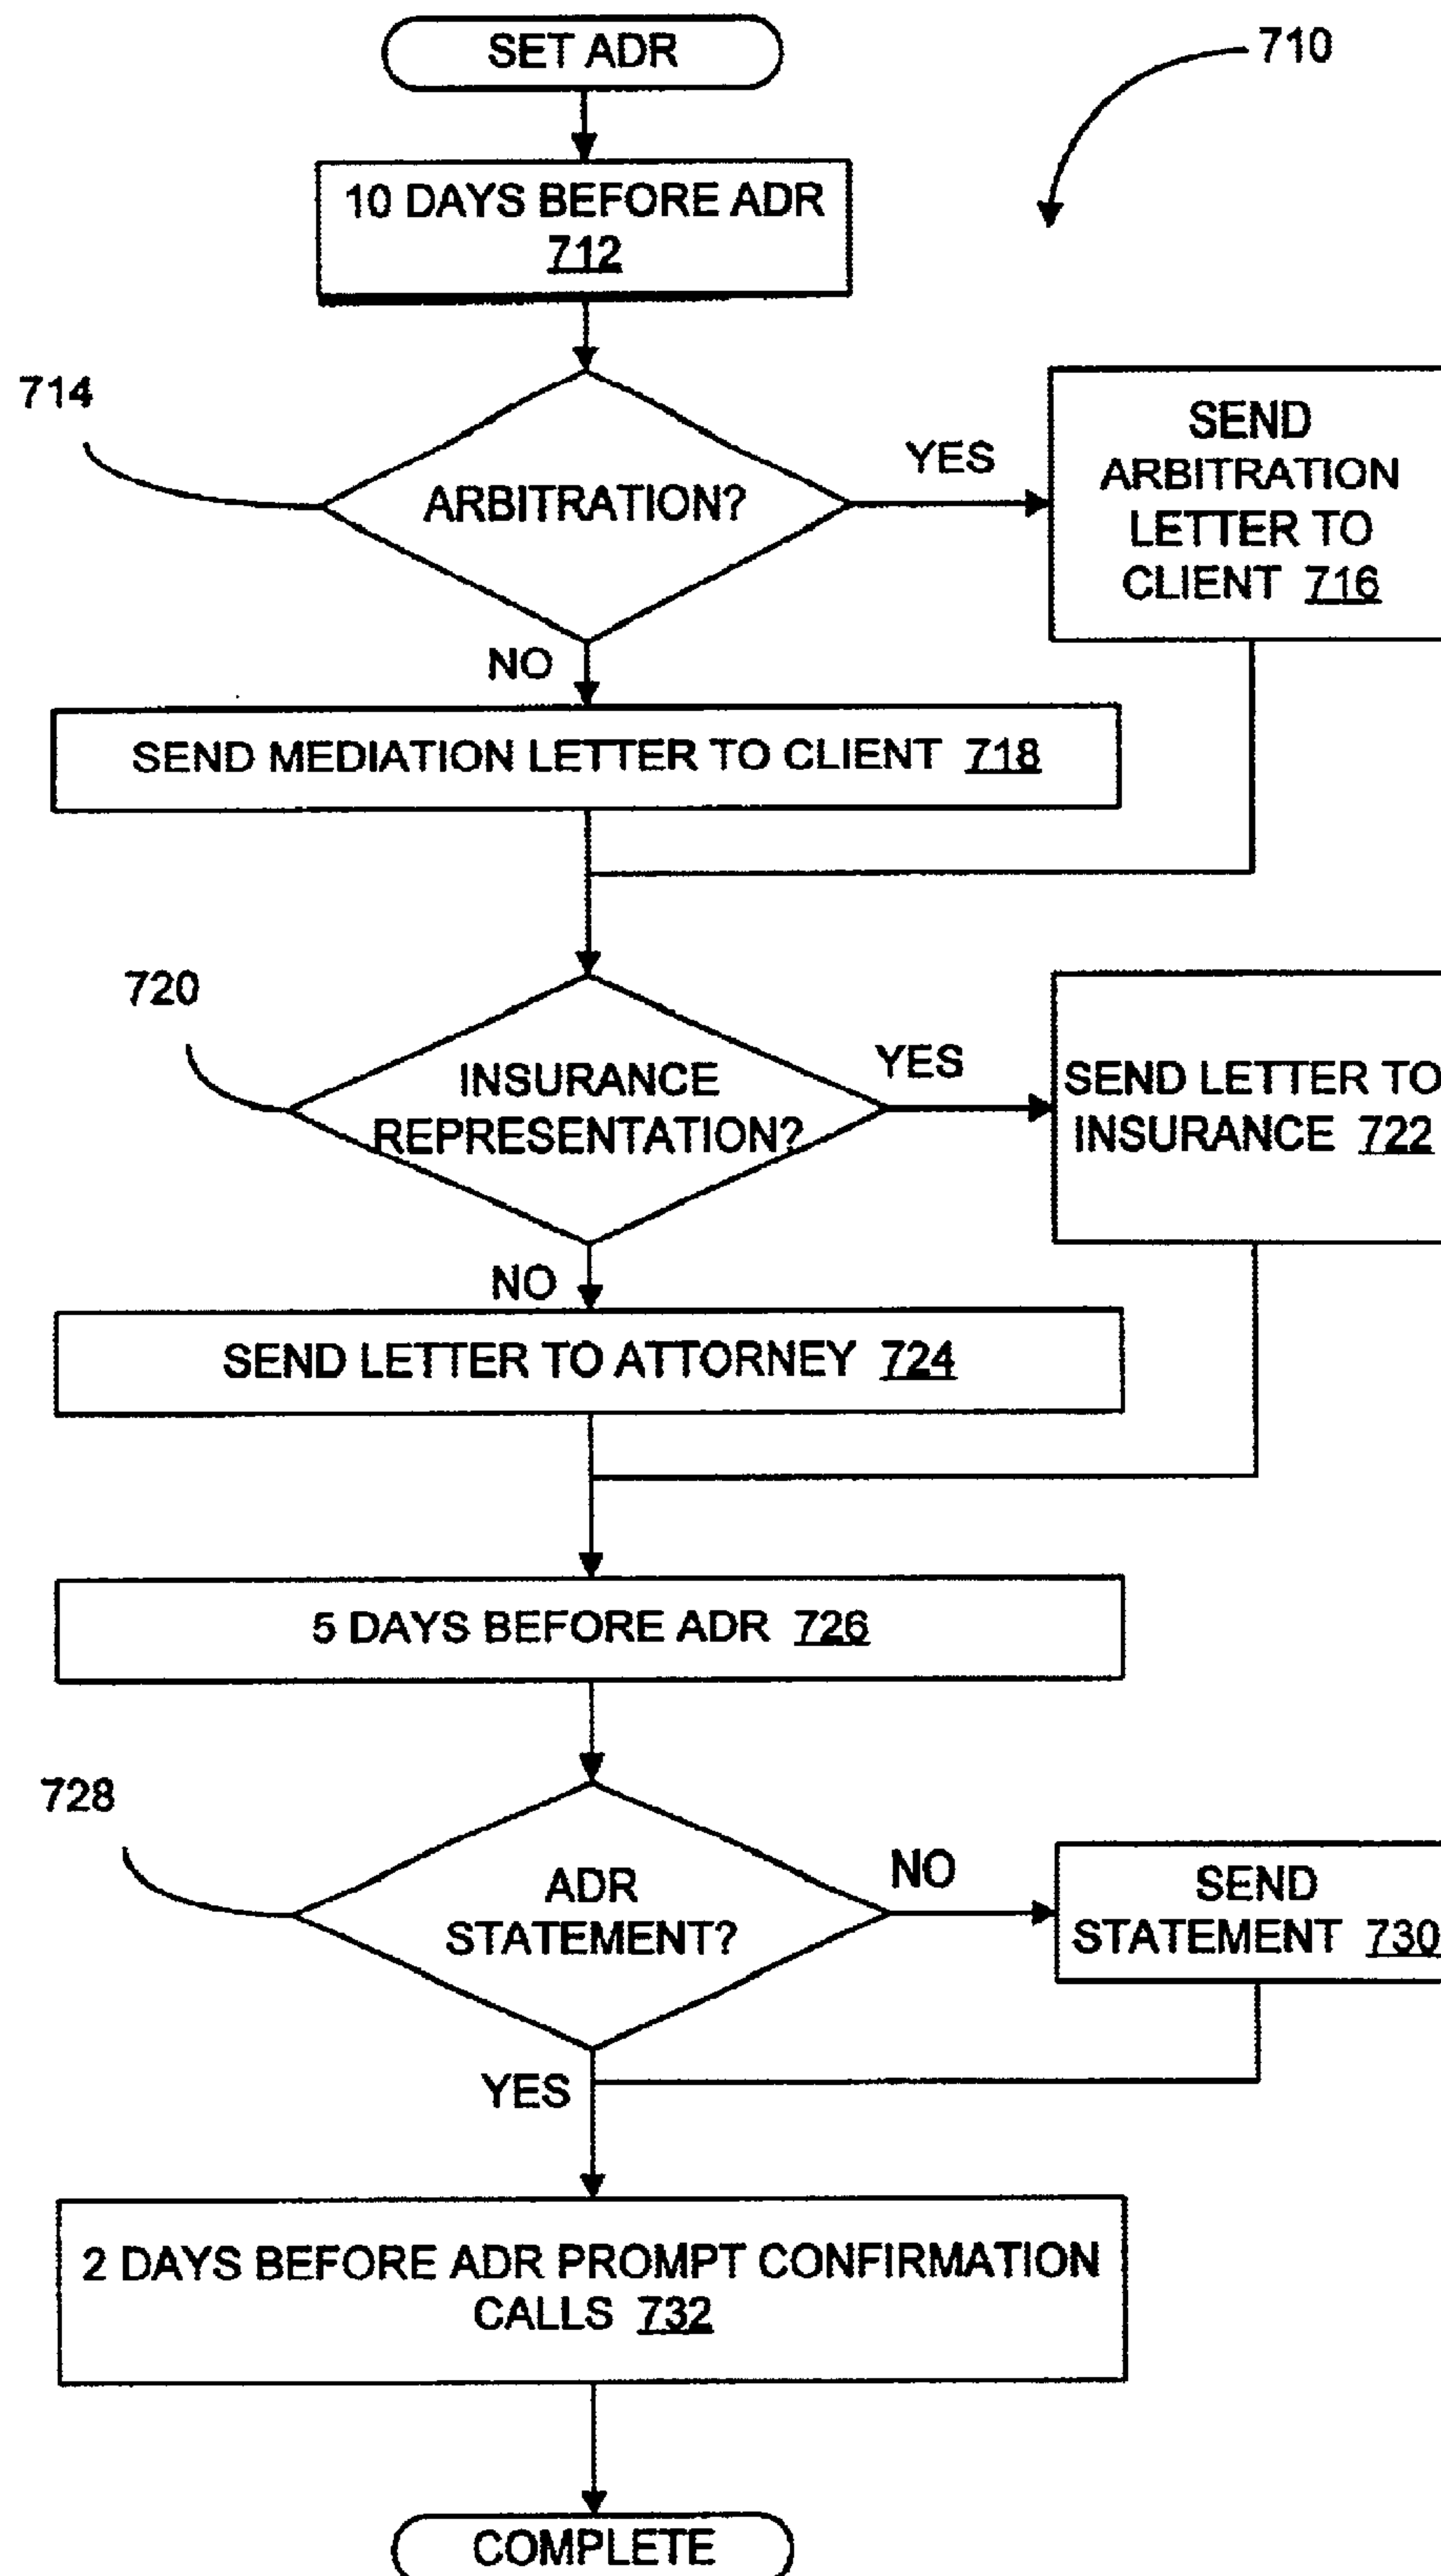 SET ADR
710
10 DAYS BEFORE ADR
712
714
ARBITRATION?
YES
SEND
ARBITRATION
LETTER TO
CLIENT 716
NO
SEND MEDIATION LETTER TO CLIENT 718
720
INSURANCE
REPRESENTATION?
YES
SEND LETTER TO
INSURANCE 722
NO
SEND LETTER TO ATTORNEY 724
5 DAYS BEFORE ADR 726
728
ADR
STATEMENT?
NO
SEND
STATEMENT 730
YES
2 DAYS BEFORE ADR PROMPT CONFIRMATION
CALLS 732
COMPLETE